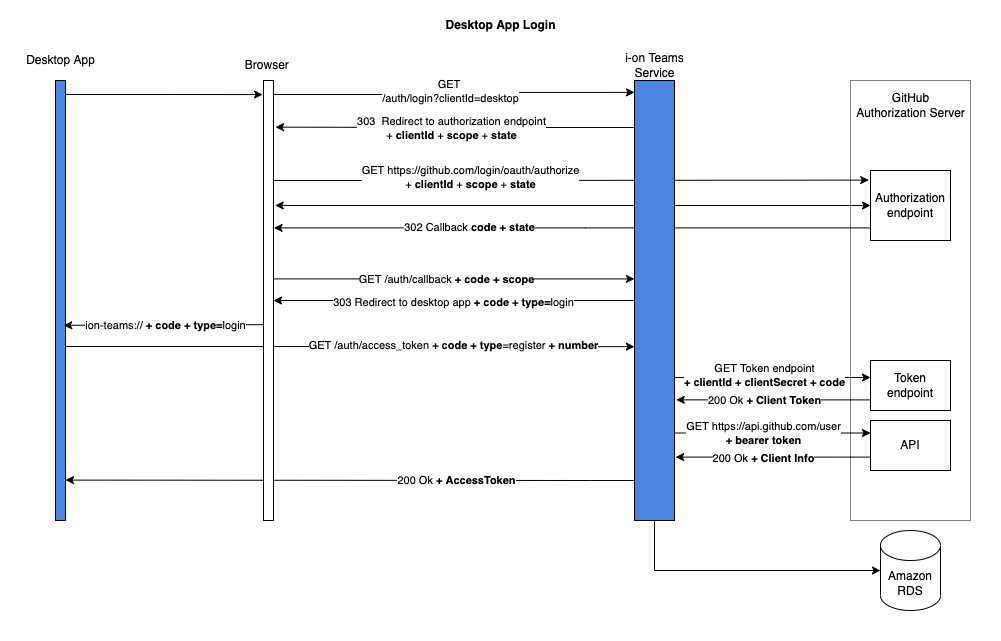 Desktop App Login
Desktop App
Browser
i-on Teams
Service
GitHub
Authorization Server
GET
/auth/login?clientId=desktop
303  Redirect to authorization endpoint
+ clientId + scope + state
GET https://github.com/login/oauth/authorize
+ clientId + scope + state
Authorization
endpoint
302 Callback code + state
GET /auth/callback + code + scope
303 Redirect to desktop app + code + type=login
ion-teams:// + code + type=login
GET /auth/access_token + code + type=register + number
GET Token endpoint
+ clientId + clientSecret + code
Token
endpoint
200 Ok + Client Token
GET https://api.github.com/user
+ bearer token
API
200 Ok + Client Info
200 Ok + AccessToken
Amazon
RDS